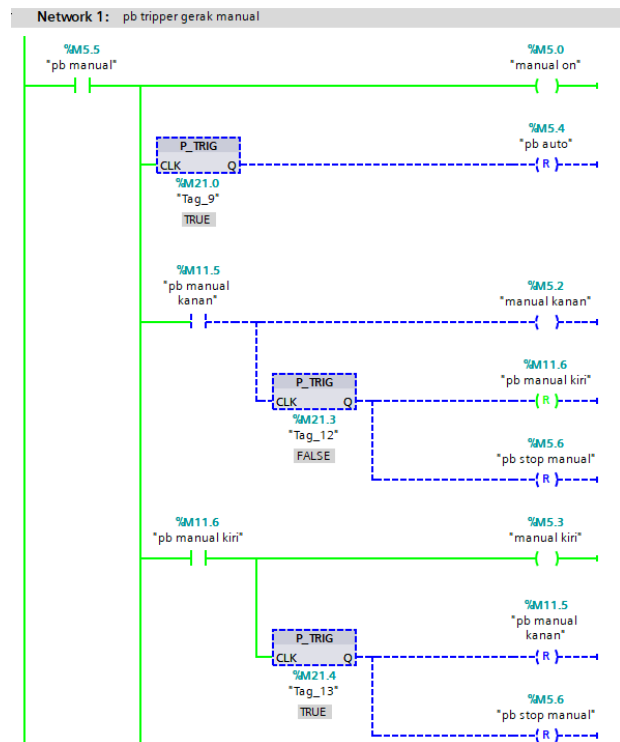 Network 1: pb tripper gerak manual
%M5.5
"pb manual"
%M5.0
"manual on"
P_TRIG
CLK Q
%M21.0
"Tag_9"
TRUE
%M5.4
"pb auto"
R
%M11.5
"pb manual
kanan"
%M5.2
"manual kanan"
P_TRIG
CLK Q
%M21.3
"Tag_12"
FALSE
%M11.6
"pb manual kiri"
R
%M5.6
"pb stop manual"
R
%M11.6
"pb manual kiri"
%M5.3
"manual kiri"
P_TRIG
CLK Q
%M21.4
"Tag_13"
TRUE
%M11.5
"pb manual
kanan"
R
%M5.6
"pb stop manual"
R